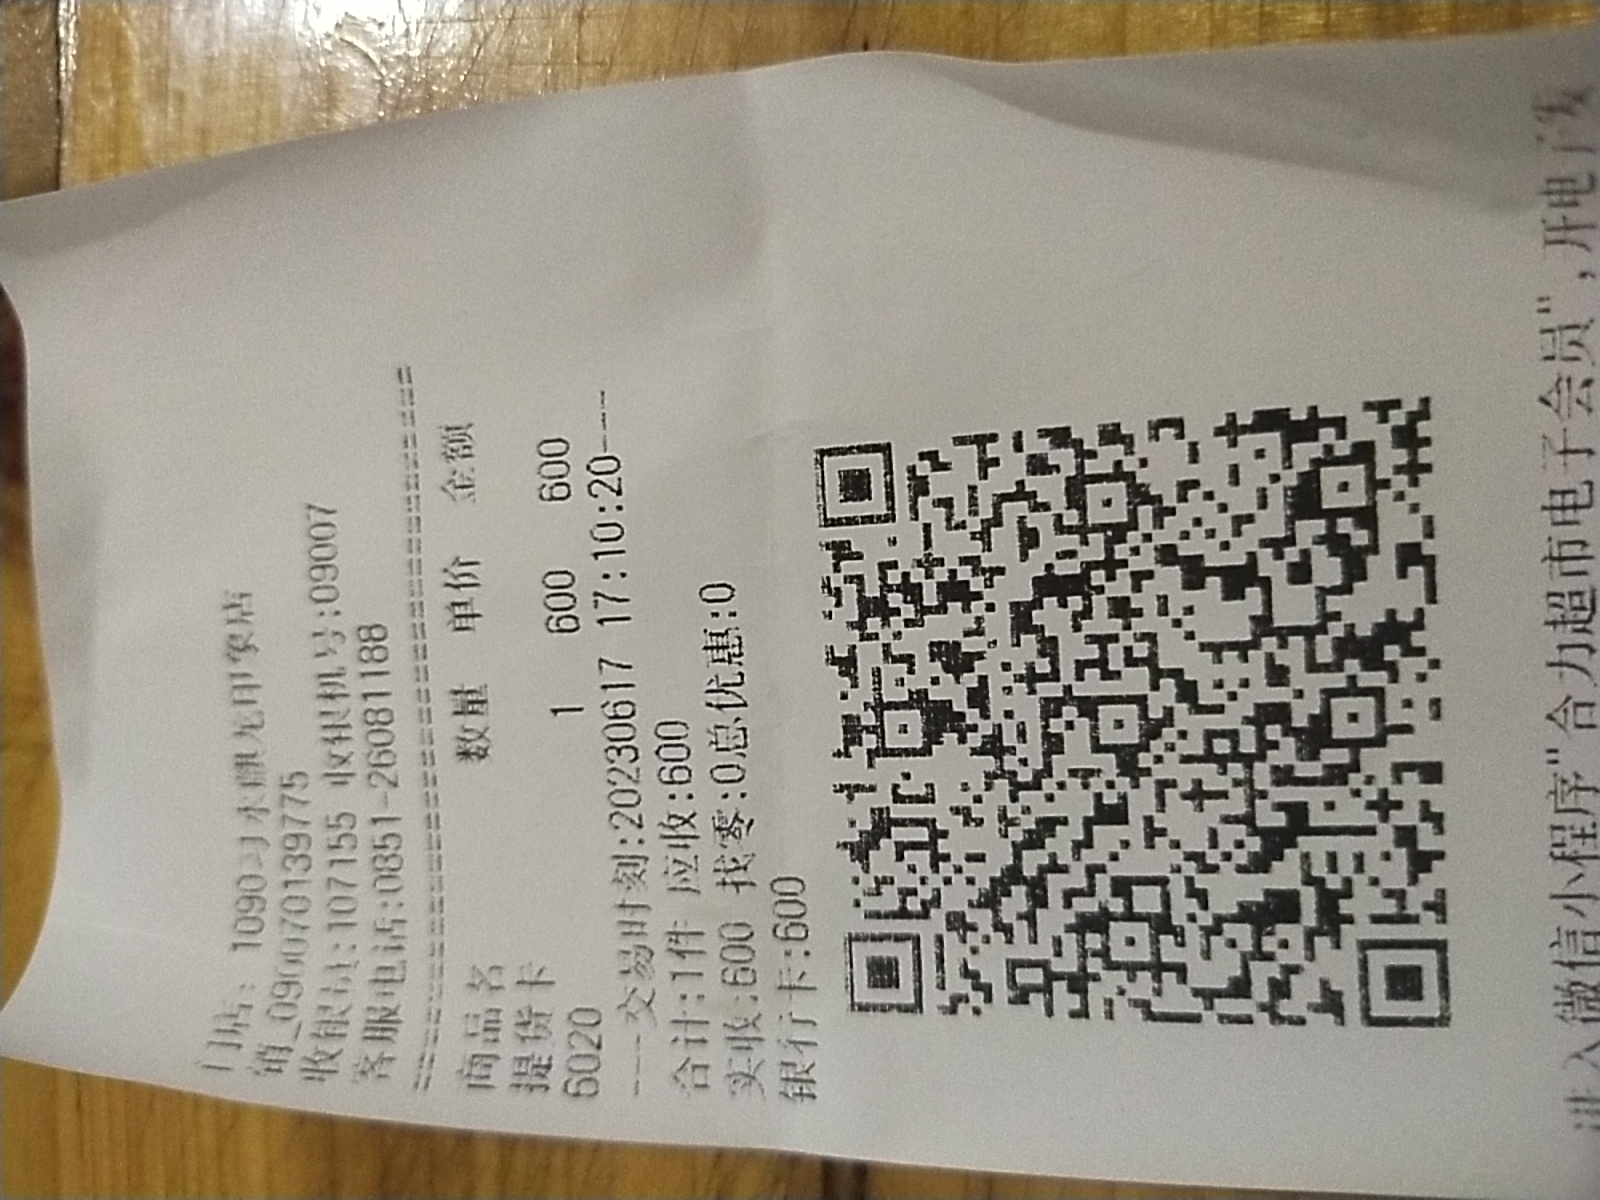 门店: 1090习水麒龙印象店
销_090070139775
收银员:107155 收银机号:09007
客服电话:0851-26081188
商品名 数量 单价 金额
提货卡
6020 1 600 600
----交易时刻:20230617 17:10:20----
合计:1件 应收:600
实收:600 找零:0总优惠:0
银行卡:600
进入微信小程序"合力超市电子会员",开电子发